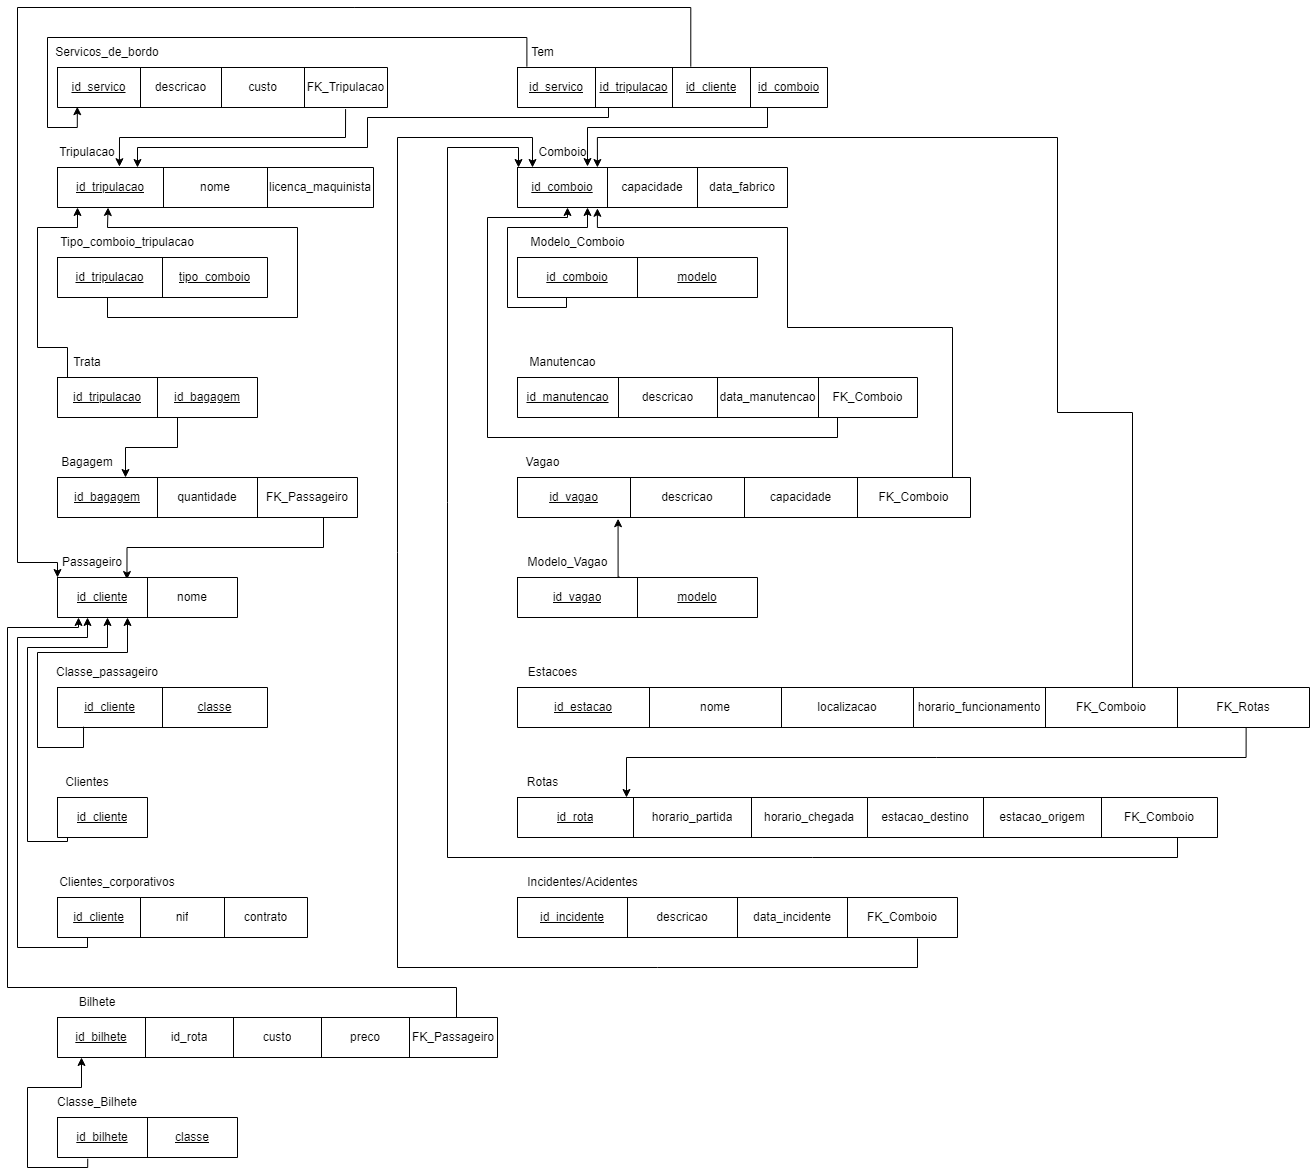 Servicos_de_bordo
id_servico descricao custo FK_Tripulacao
Tem
id_servico id_tripulacao id_cliente id_comboio
Tripulacao
id_tripulacao nome licenca_maquinista
Comboio
id_comboio capacidade data_fabrico
Tipo_comboio_tripulacao
id_tripulacao tipo_comboio
Modelo_Comboio
id_comboio modelo
Trata
id_tripulacao id_bagagem
Manutencao
id_manutencao descricao data_manutencao FK_Comboio
Bagagem
id_bagagem quantidade FK_Passageiro
Vagao
id_vagao descricao capacidade FK_Comboio
Passageiro
id_cliente nome
Modelo_Vagao
id_vagao modelo
Classe_passageiro
id_cliente classe
Estacoes
id_estacao nome localizacao horario_funcionamento FK_Comboio FK_Rotas
Clientes
id_cliente
Rotas
id_rota horario_partida horario_chegada estacao_destino estacao_origem FK_Comboio
Clientes_corporativos
id_cliente nif contrato
Incidentes/Acidentes
id_incidente descricao data_incidente FK_Comboio
Bilhete
id_bilhete id_rota custo preco FK_Passageiro
Classe_Bilhete
id_bilhete classe